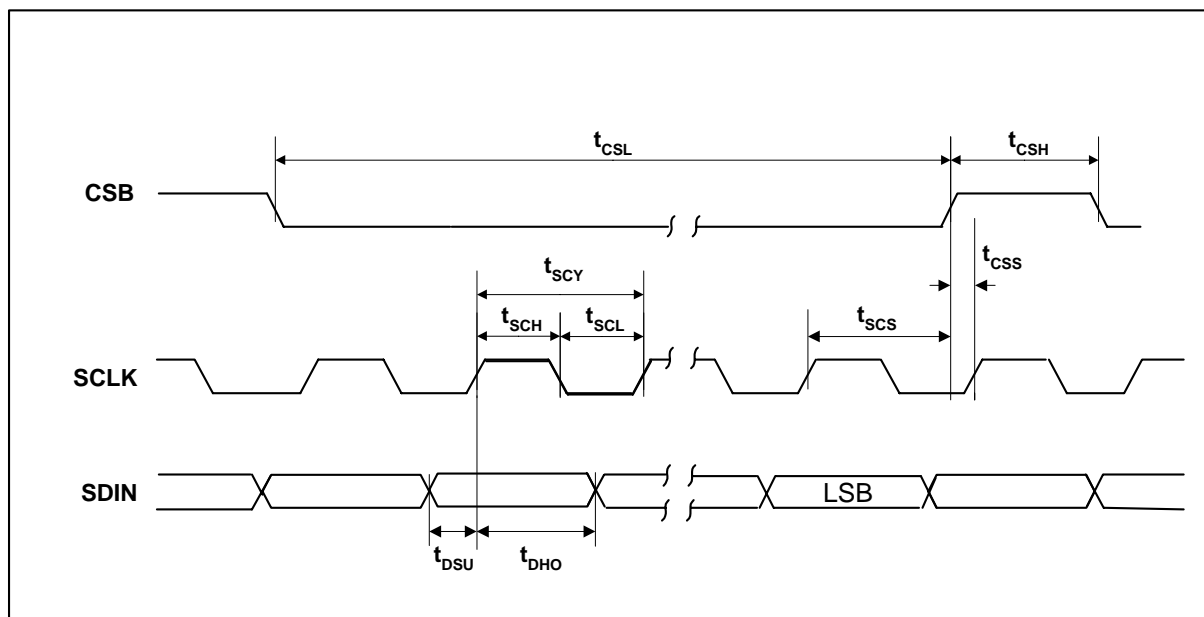 tCSL
tCSH
CSB
tCSS
tSCY
tSCH
tSCL
tSCS
SCLK
SDIN
LSB
tDSU
tDHO